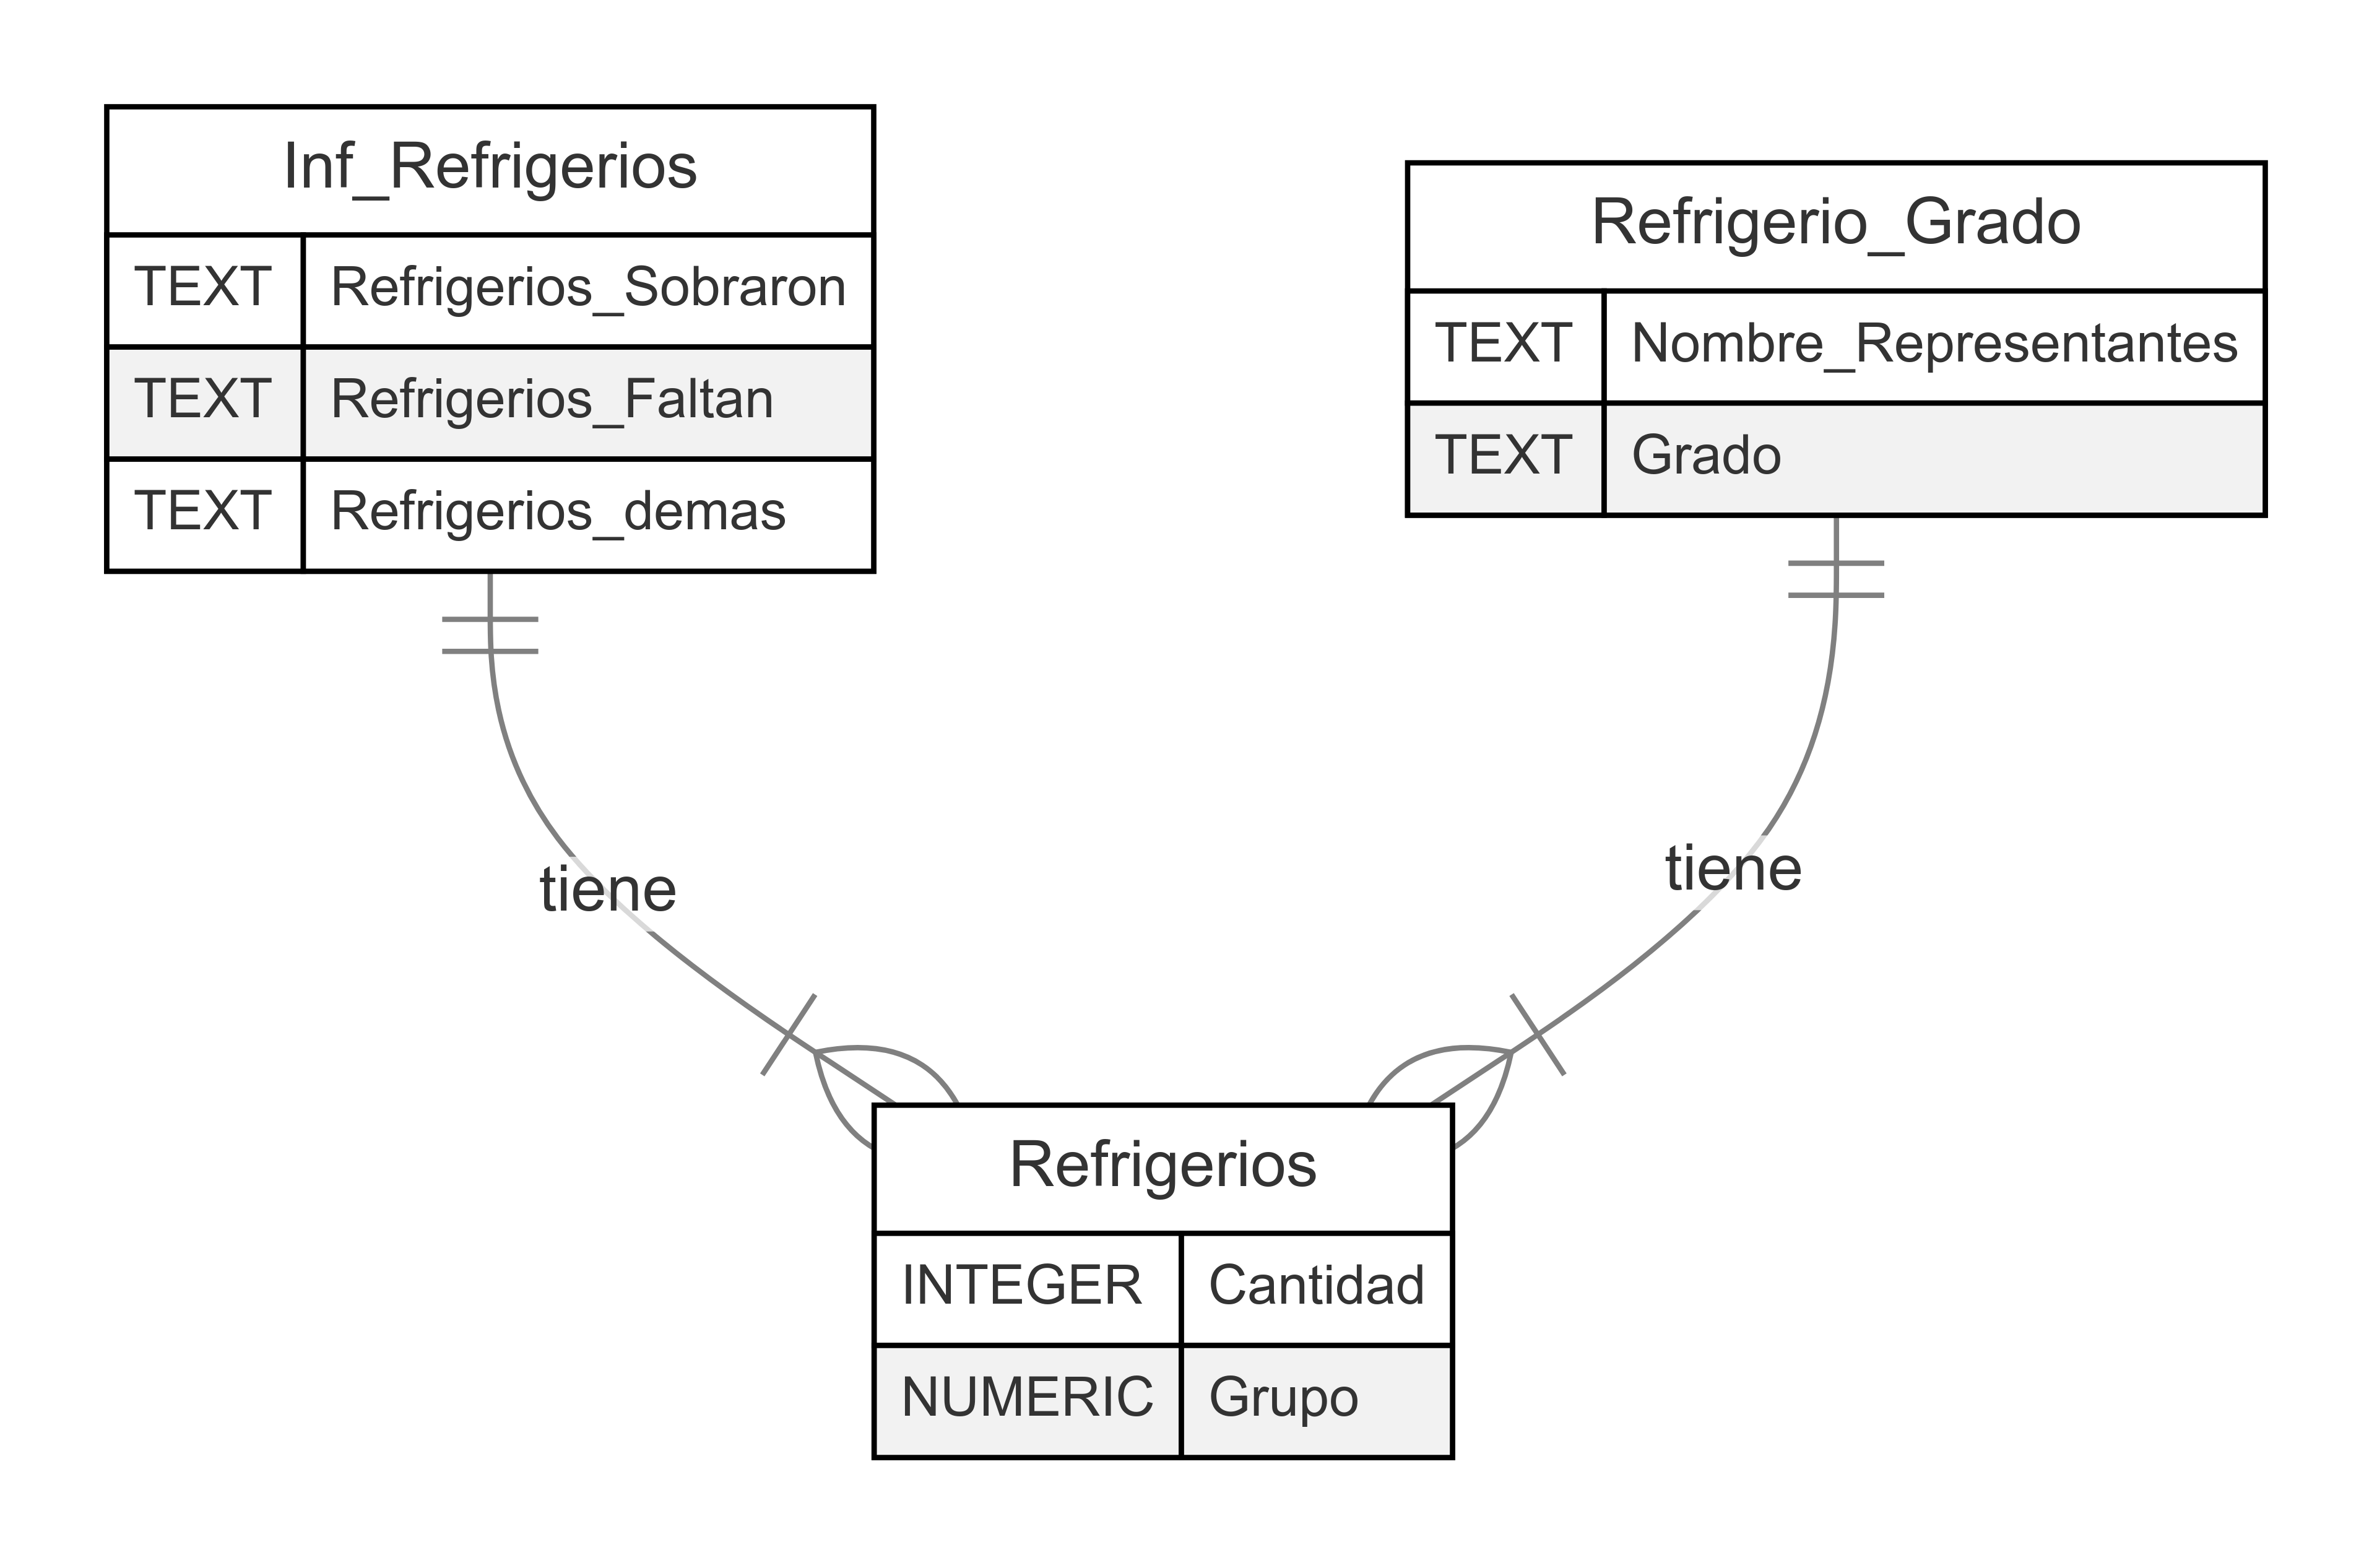 Inf_Refrigerios
TEXT Refrigerios_Sobraron
TEXT Refrigerios_Faltan
TEXT Refrigerios_demas
Refrigerio_Grado
TEXT Nombre_Representantes
TEXT Grado
tiene
tiene
Refrigerios
INTEGER Cantidad
NUMERIC Grupo